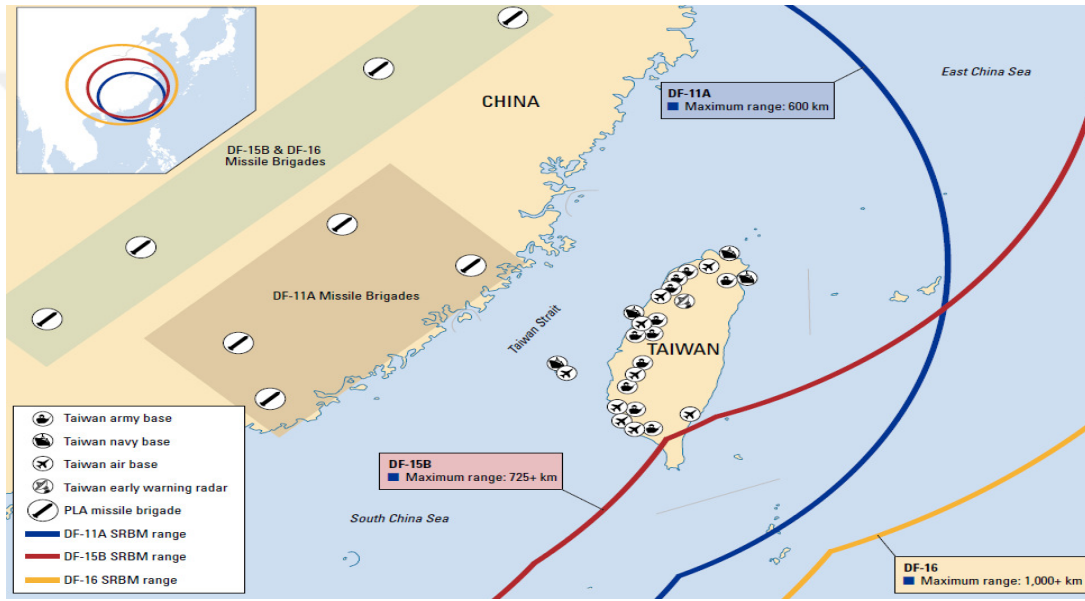 CHINA
East China Sea
DF-11A
Maximum range: 600 km
DF-15B & DF-16
Missile Brigades
DF-11A Missile Brigades
Taiwan Strait
TAIWAN
Taiwan army base
Taiwan navy base
Taiwan air base
Taiwan early warning radar
PLA missile brigade
DF-11A SRBM range
DF-15B SRBM range
DF-16 SRBM range
DF-15B
Maximum range: 725+ km
South China Sea
DF-16
Maximum range: 1,000+ km